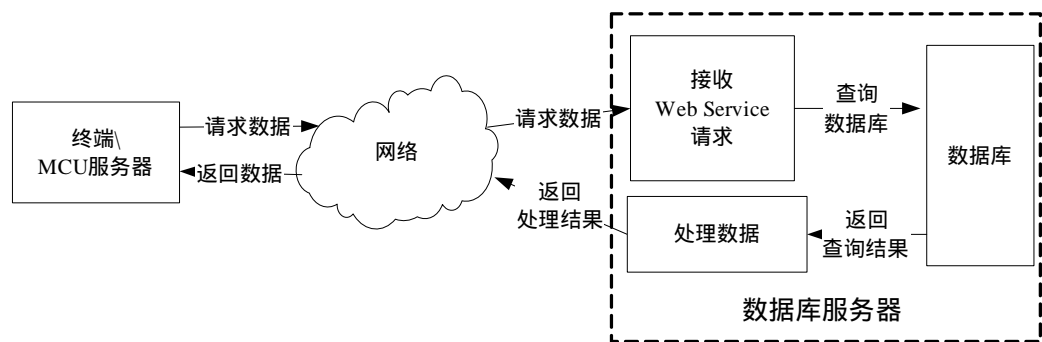 终端\
MCU服务器
请求数据
返回数据
网络
请求数据
返回
处理结果
接收
Web Service
请求
查询
数据库
数据库
处理数据
返回
查询结果
数据库服务器